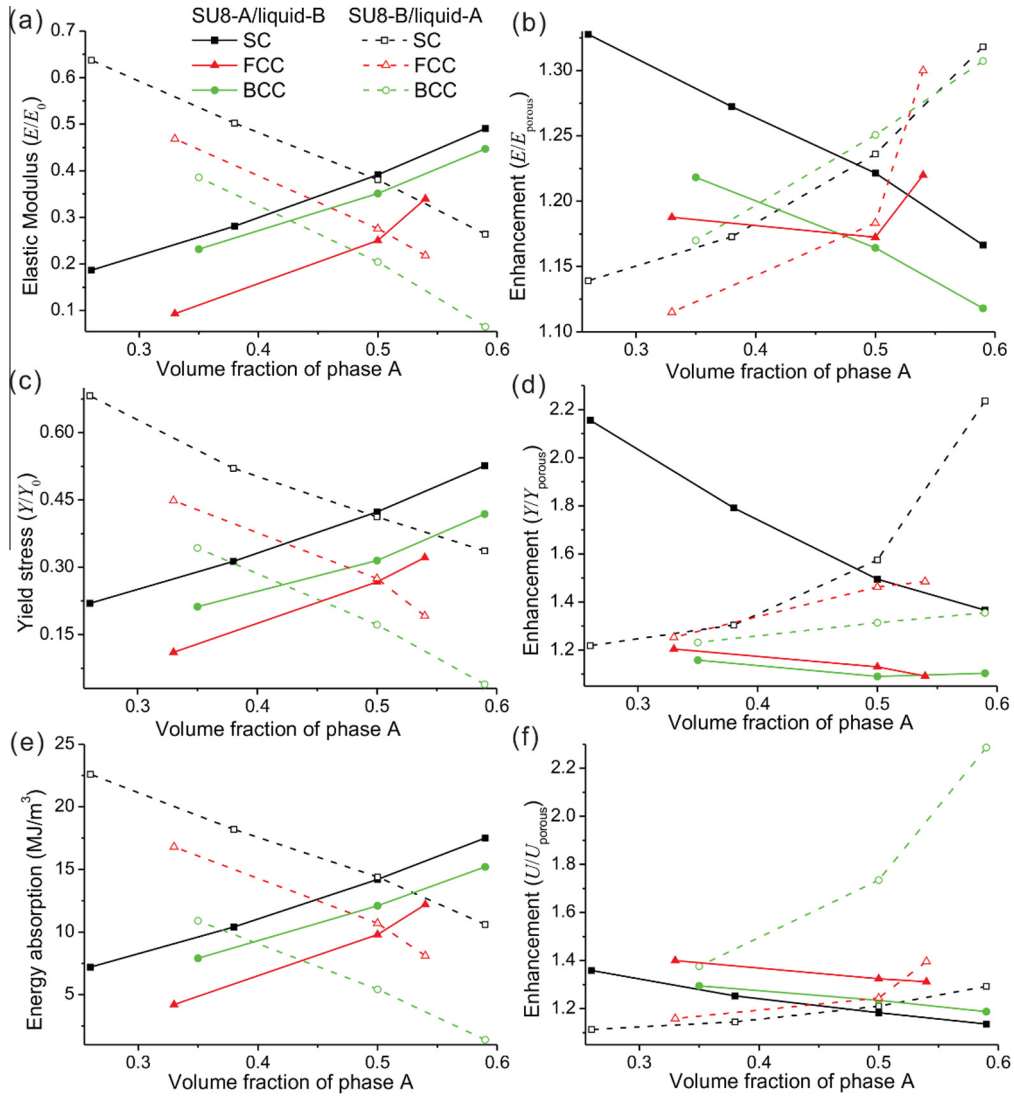 (a)
SU8-A/liquid-B SU8-B/liquid-A
SC SC
FCC FCC
BCC BCC
0.7
0.6
0.5
0.4
0.3
0.2
0.1
Elastic Modulus (E/E0)
0.3 0.4 0.5 0.6
Volume fraction of phase A
(b)
1.30
1.25
1.20
1.15
1.10
Enhancement (E/Eporous)
0.3 0.4 0.5 0.6
Volume fraction of phase A
(c)
0.60
0.45
0.30
0.15
Yield stress (Y/Y0)
0.3 0.4 0.5 0.6
Volume fraction of phase A
(d)
2.2
2.0
1.8
1.6
1.4
1.2
Enhancement (Y/Yporous)
0.3 0.4 0.5 0.6
Volume fraction of phase A
(e)
25
20
15
10
5
Energy absorption (MJ/m³)
0.3 0.4 0.5 0.6
Volume fraction of phase A
(f)
2.2
2.0
1.8
1.6
1.4
1.2
Enhancement (U/Uporous)
0.3 0.4 0.5 0.6
Volume fraction of phase A